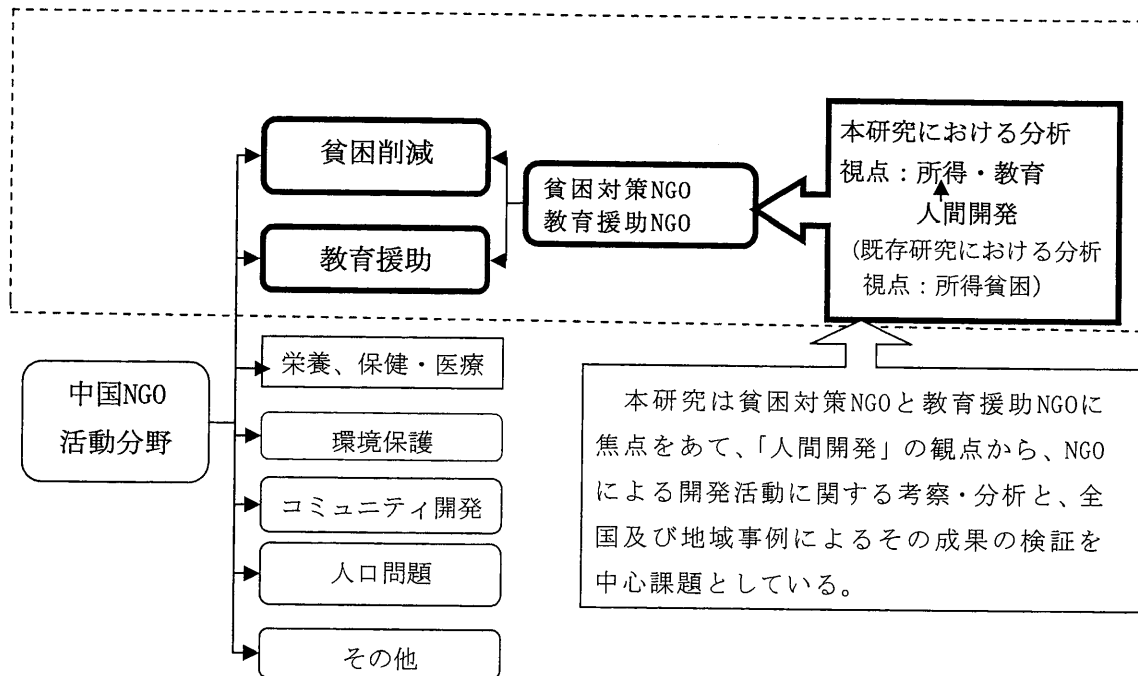 貧困削減
教育援助
貧困対策NGO
教育援助NGO
本研究における分析
視点：所得・教育
人間開発
(既存研究における分析
視点：所得貧困)
中国NGO
活動分野
栄養、保健・医療
環境保護
コミュニティ開発
人口問題
その他
本研究は貧困対策NGOと教育援助NGOに
焦点をあて、「人間開発」の観点から、NGO
による開発活動に関する考察・分析と、全
国及び地域事例によるその成果の検証を
中心課題としている。